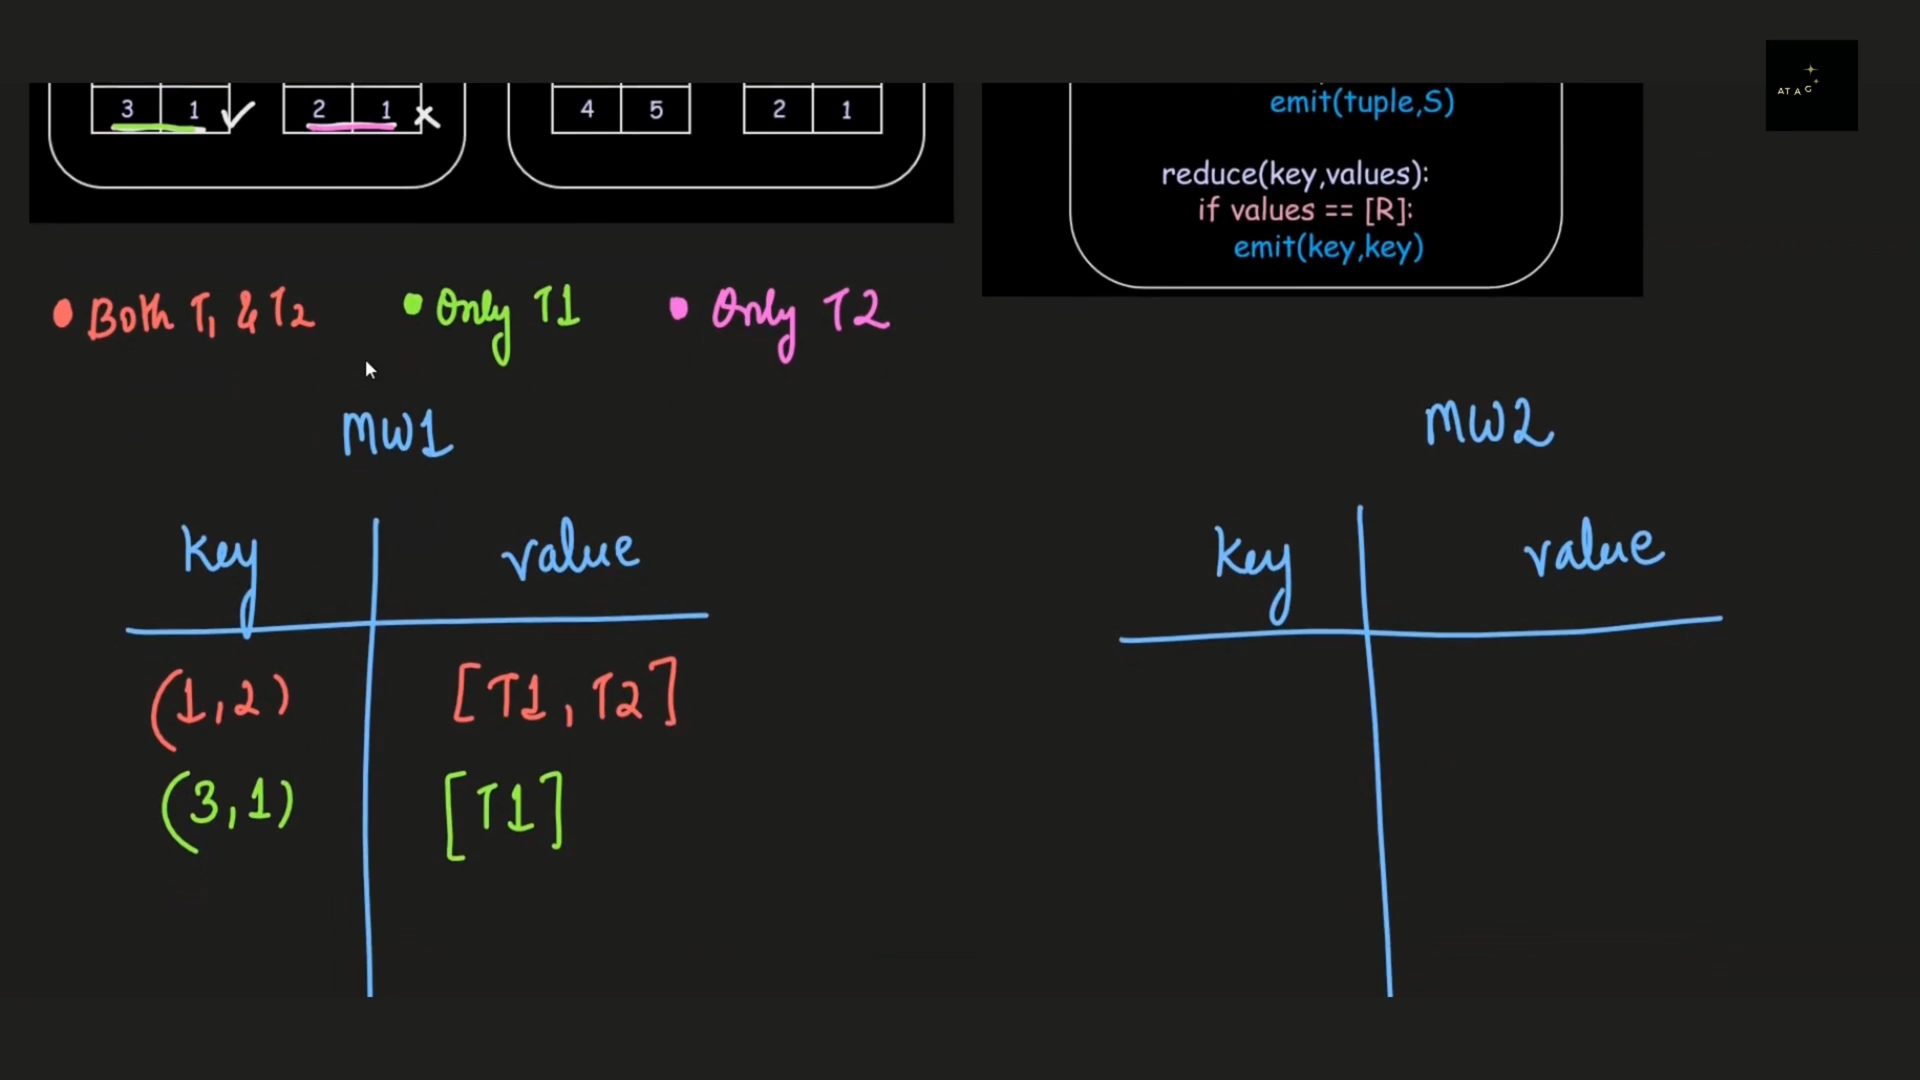 ATAG
3 1
2 1
4 5
2 1
emit(tuple,S)
reduce(key,values):
if values == [R]:
emit(key,key)
Both T1 & T2
Only T1
Only T2
MW1
key value
(1,2) [T1, T2]
(3,1) [T1]
MW2
key value